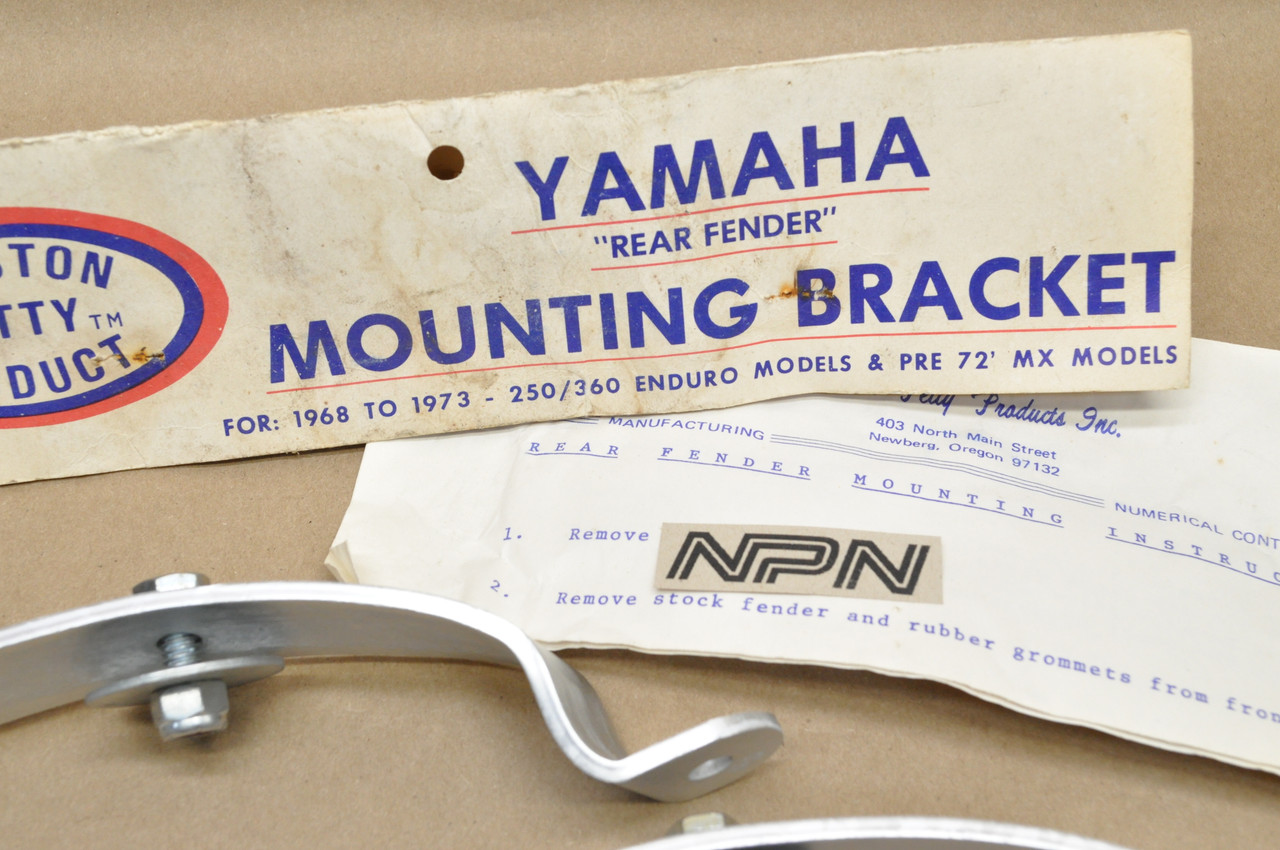 YAMAHA
"REAR FENDER"
MOUNTING BRACKET
FOR: 1968 TO 1973 - 250/360 ENDURO MODELS & PRE 72' MX MODELS
STON
TTY TM
DUCT
Petty Products Inc.
403 North Main Street
Newberg, Oregon 97132
MANUFACTURING
NUMERICAL CONT
REAR FENDER MOUNTING INSTRUC
1. Remove
NPN
2. Remove stock fender and rubber grommets from fron